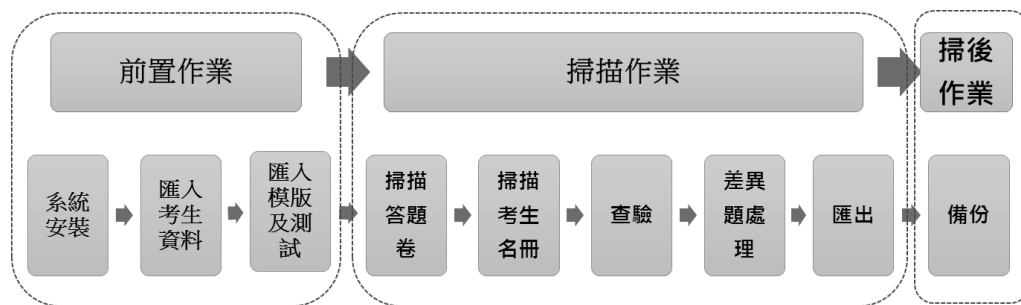 前置作業
掃描作業
掃後
作業
系統
安裝
匯入
考生
資料
匯入
模版
及測
試
掃描
答題
卷
掃描
考生
名冊
查驗
差異
題處
理
匯出
備份